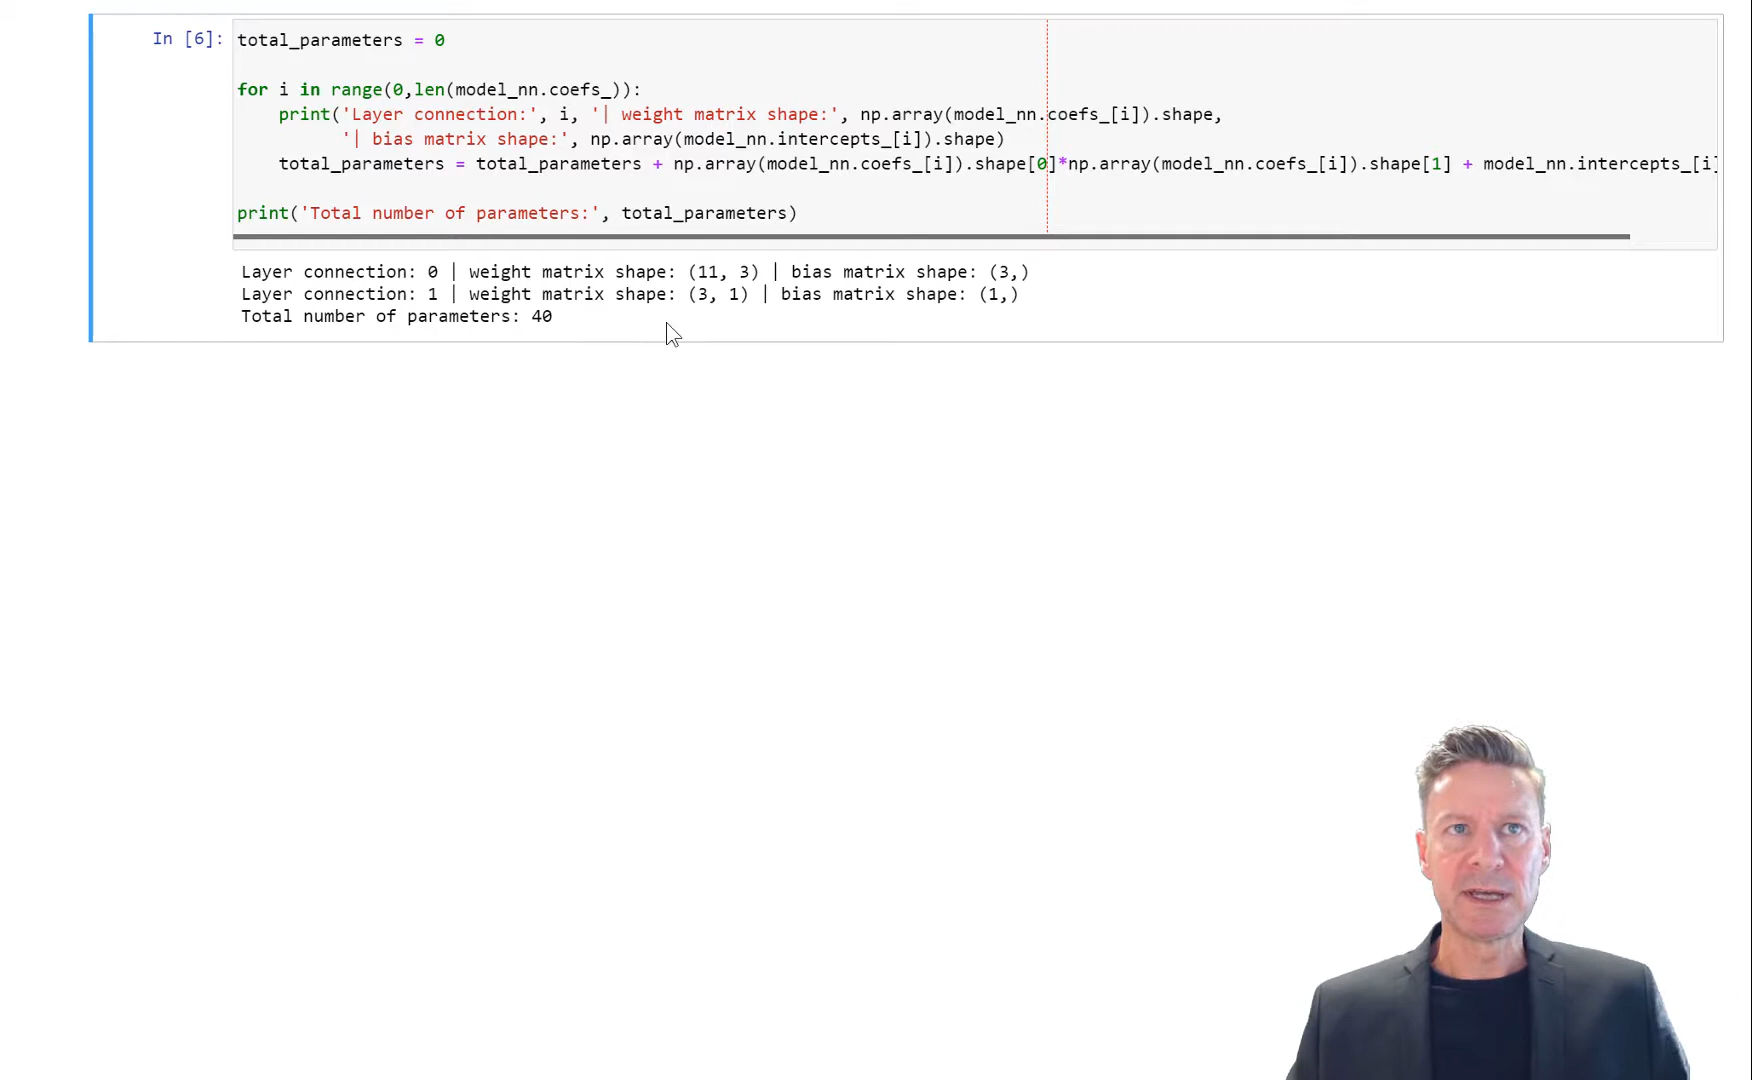 In [6]:
total_parameters = 0
for i in range(0,len(model_nn.coefs_)):
print('Layer connection:', i, '| weight matrix shape:', np.array(model_nn.coefs_[i]).shape,
'| bias matrix shape:', np.array(model_nn.intercepts_[i]).shape)
total_parameters = total_parameters + np.array(model_nn.coefs_[i]).shape[0]*np.array(model_nn.coefs_[i]).shape[1] + model_nn.intercepts_[i]
print('Total number of parameters:', total_parameters)
Layer connection: 0 | weight matrix shape: (11, 3) | bias matrix shape: (3,)
Layer connection: 1 | weight matrix shape: (3, 1) | bias matrix shape: (1,)
Total number of parameters: 40